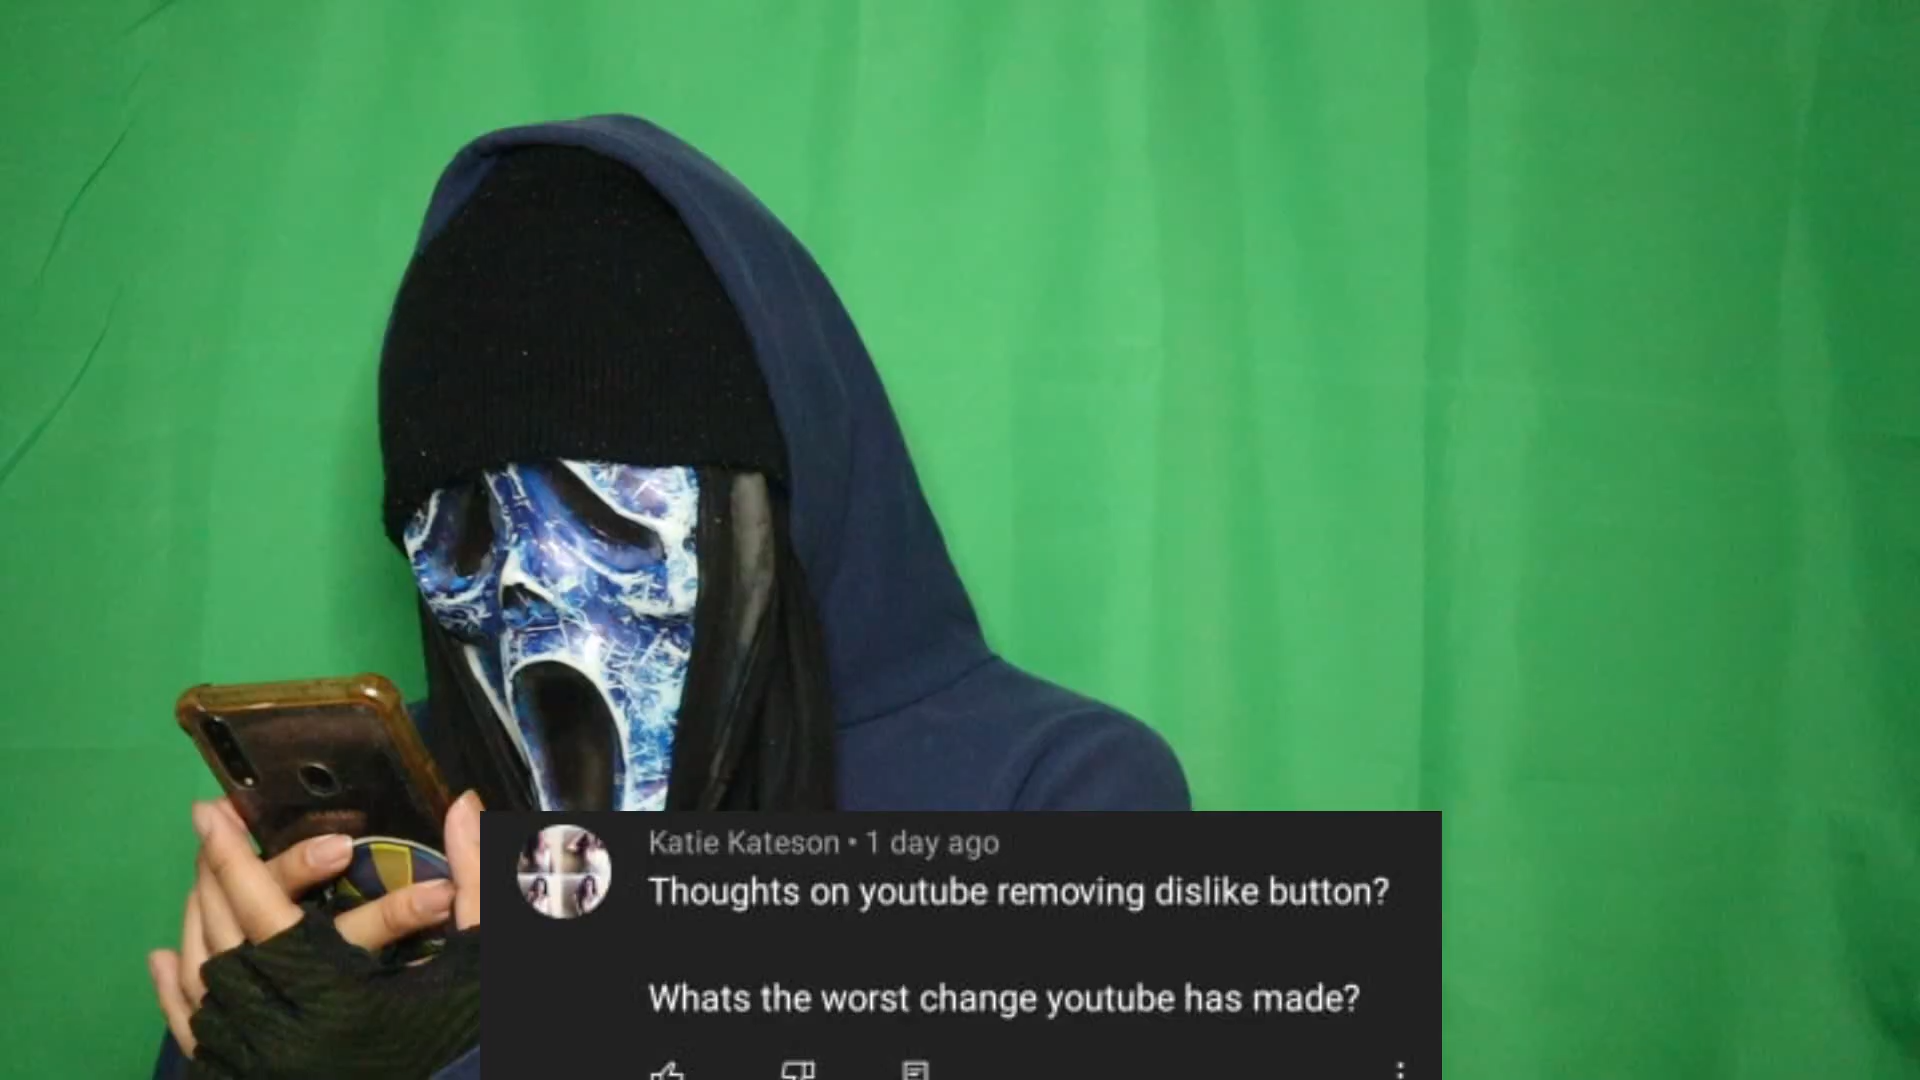 Katie Kateson • 1 day ago
Thoughts on youtube removing dislike button?
Whats the worst change youtube has made?